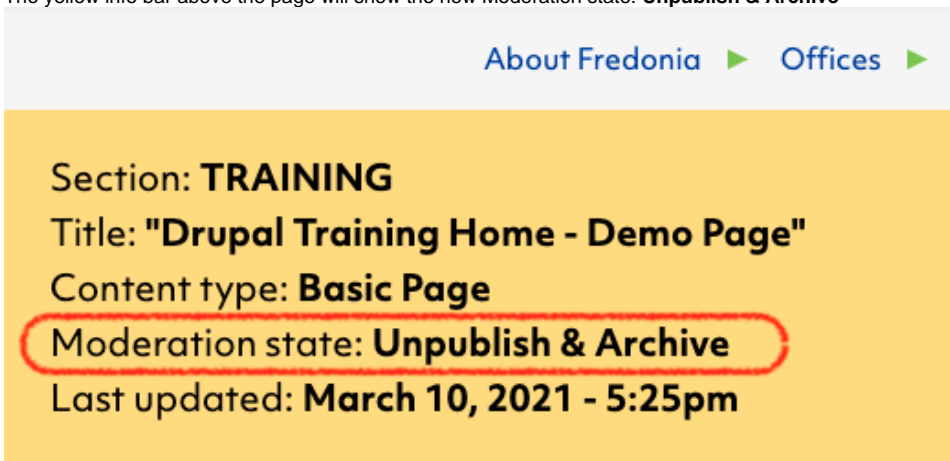 The yellow info bar above the page will show the new Moderation state: Unpublish & Archive
About Fredonia ▶ Offices ▶
Section: TRAINING
Title: "Drupal Training Home - Demo Page"
Content type: Basic Page
Moderation state: Unpublish & Archive
Last updated: March 10, 2021 - 5:25pm